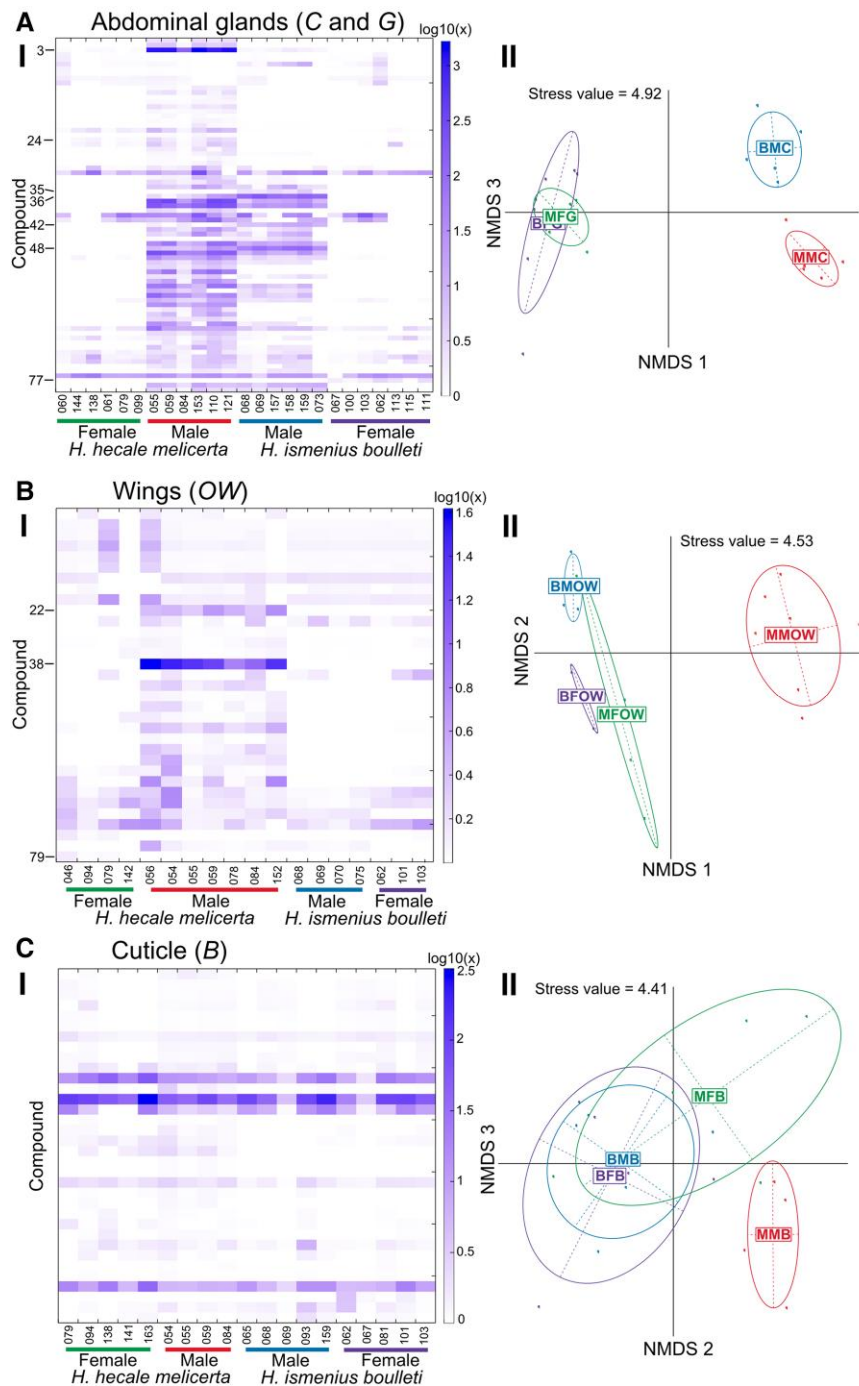 A
Abdominal glands (C and G)
I
log10(x)
Compound
3
24
35
36
42
48
77
3
2.5
2
1.5
1
0.5
0
060 144 138 061 079 099 055 059 084 153 110 121 068 069 157 158 159 073 067 100 103 062 113 115 111
Female Male Male Female
H. hecale melicerta H. ismenius boulleti
II
Stress value = 4.92
NMDS 3
NMDS 1
BMC
MMC
MFG
BFG
B
Wings (OW)
I
log10(x)
Compound
22
38
79
1.6
1.4
1.2
1
0.8
0.6
0.4
0.2
046 094 079 142 056 054 055 059 078 084 152 068 069 070 075 062 101 103
Female Male Male Female
H. hecale melicerta H. ismenius boulleti
II
Stress value = 4.53
NMDS 2
NMDS 1
BMOW
MMOW
BFOW
MFOW
C
Cuticle (B)
I
log10(x)
Compound
2.5
2
1.5
1
0.5
0
079 094 138 141 163 054 055 059 084 065 068 069 093 159 062 067 081 101 103
Female Male Male Female
H. hecale melicerta H. ismenius boulleti
II
Stress value = 4.41
NMDS 3
NMDS 2
MFB
BMB
BFB
MMB